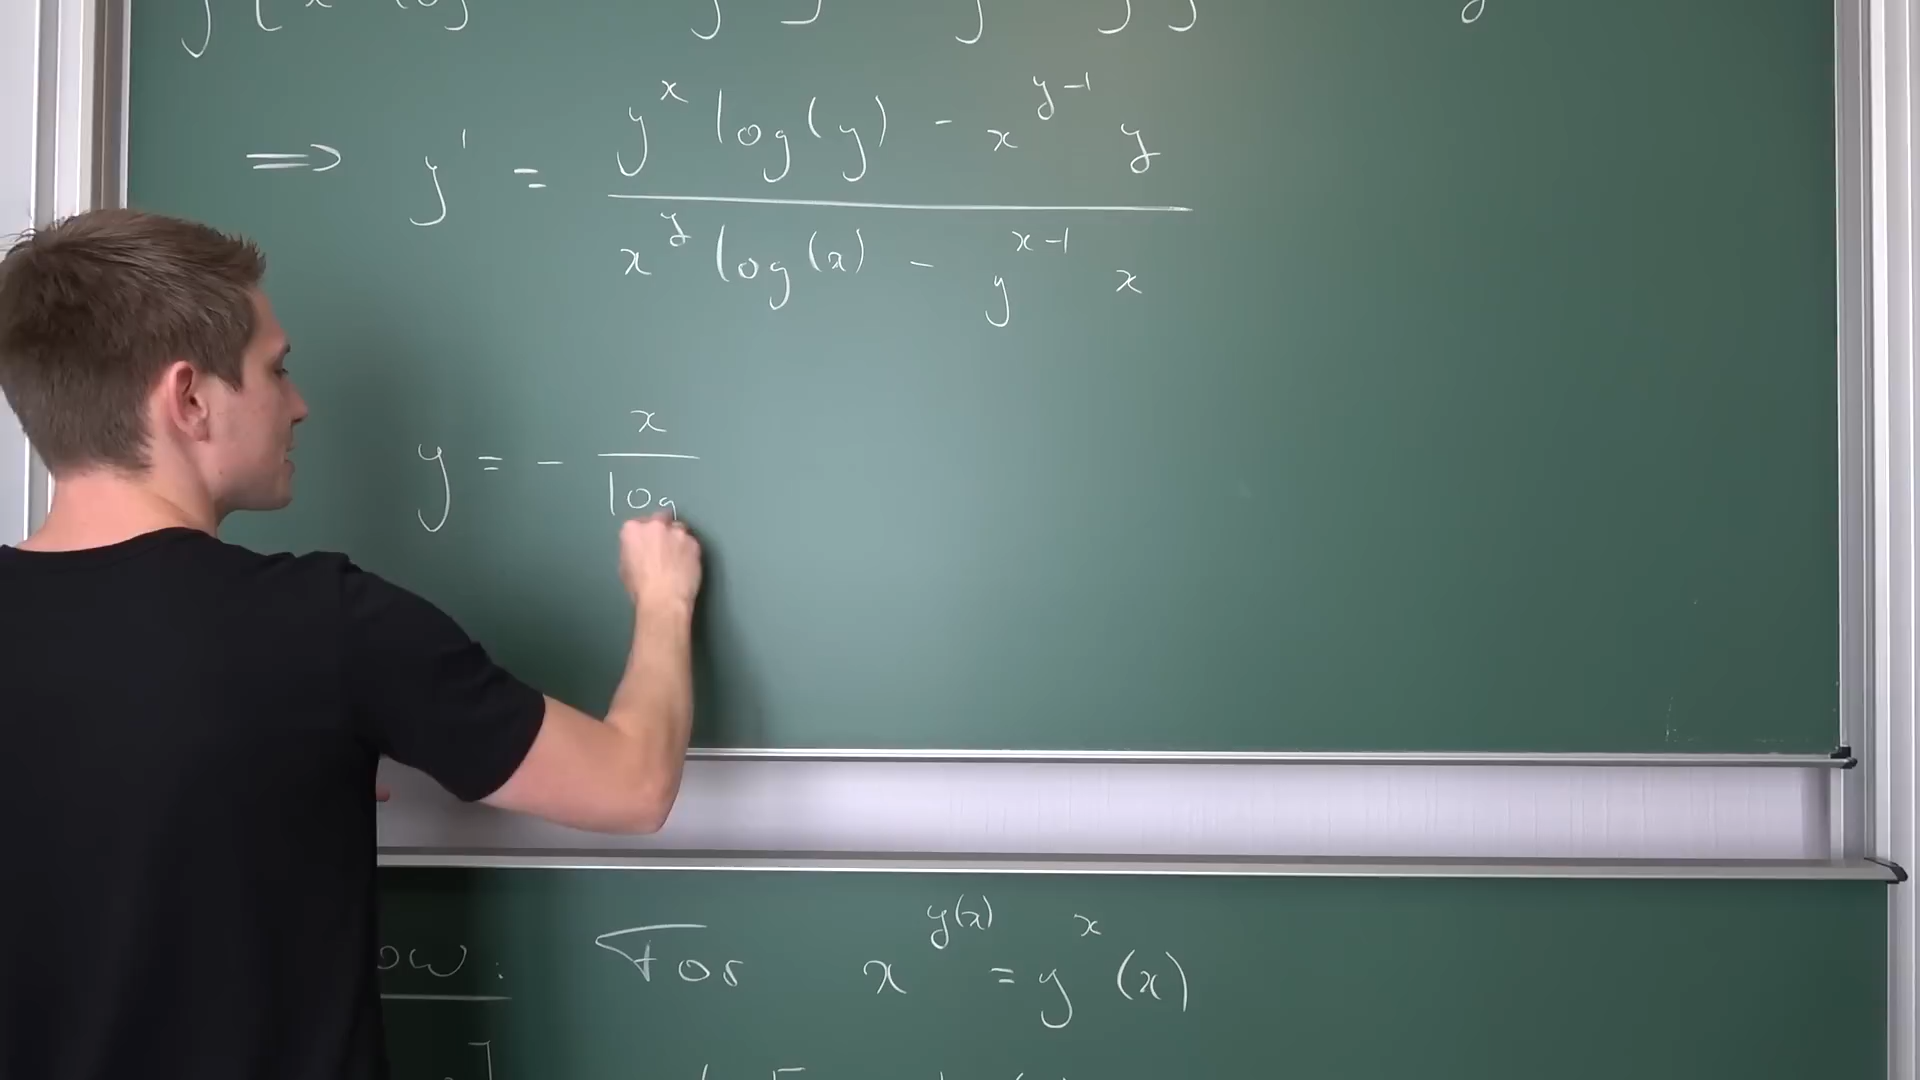 ⟹ y' = (y^x log(y) - x^{y-1} y) / (x^y log(x) - y^{x-1} x)
y = - x / log
ow: For x^{y(x)} = y^x (x)